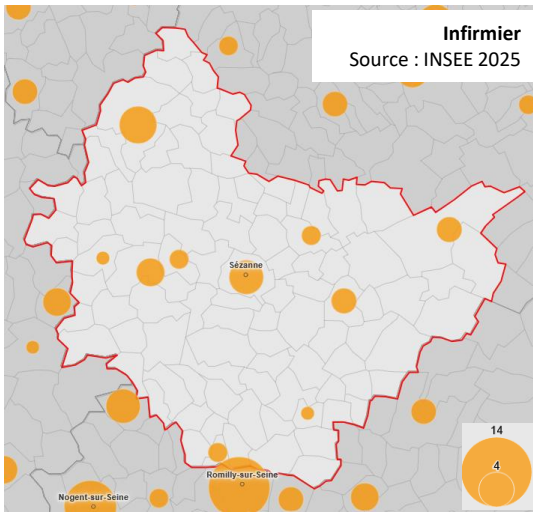 Infirmier
Source : INSEE 2025
Sézanne
Romilly-sur-Seine
Nogent-sur-Seine
14
4